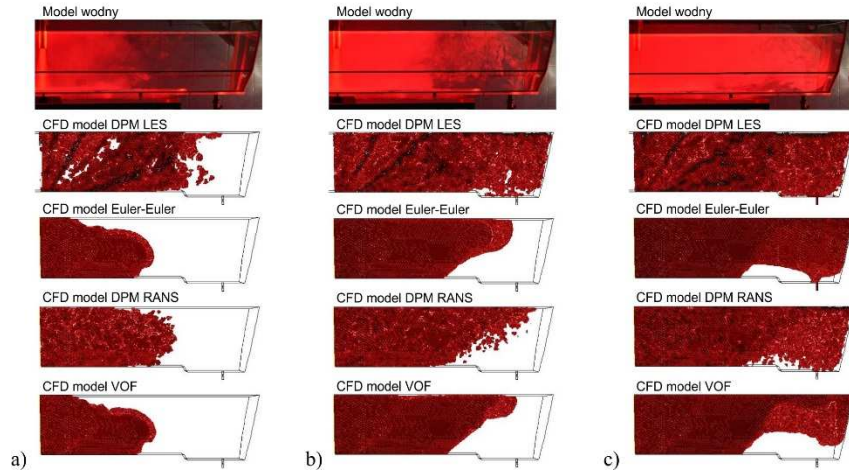 Model wodny
CFD model DPM LES
CFD model Euler-Euler
CFD model DPM RANS
CFD model VOF
a)
Model wodny
CFD model DPM LES
CFD model Euler-Euler
CFD model DPM RANS
CFD model VOF
b)
Model wodny
CFD model DPM LES
CFD model Euler-Euler
CFD model DPM RANS
CFD model VOF
c)